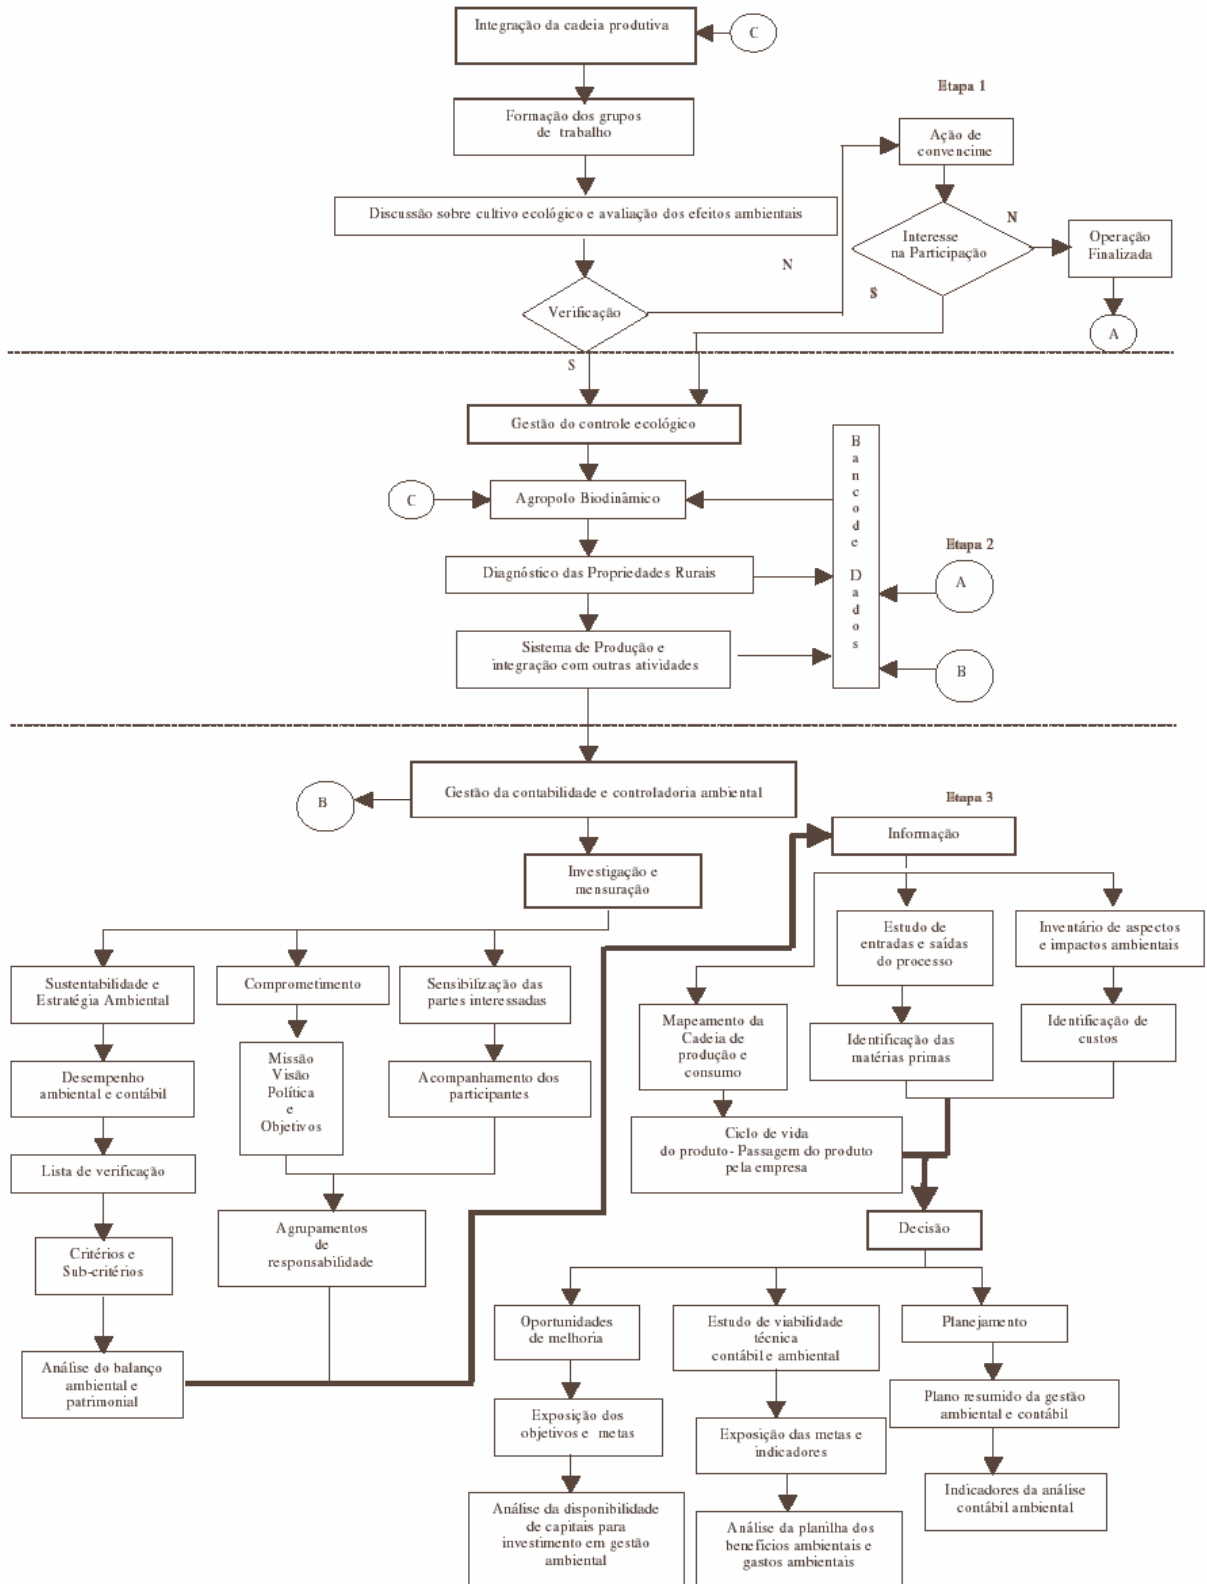 Integração da cadeia produtiva
C
Etapa 1
Formação dos grupos
de trabalho
Ação de
convencime
Discussão sobre cultivo ecológico e avaliação dos efeitos ambientais
Interesse
na Participação
N
Operação
Finalizada
N
S
Verificação
A
S
Gestão do controle ecológico
Banco de Dados
C
Agropolo Biodinâmico
Etapa 2
Diagnóstico das Propriedades Rurais
A
Sistema de Produção e
integração com outras atividades
B
Gestão da contabilidade e controladoria ambiental
B
Etapa 3
Informação
Investigação e
mensuração
Estudo de
entradas e saídas
do processo
Inventário de aspectos
e impactos ambientais
Sustentabilidade e
Estratégia Ambiental
Comprometimento
Sensibilização das
partes interessadas
Mapeamento da
Cadeia de
produção e
consumo
Identificação das
matérias primas
Identificação de
custos
Desempenho
ambiental e contábil
Missão
Visão
Política
e
Objetivos
Acompanhamento dos
participantes
Ciclo de vida
do produto- Passagem do produto
pela empresa
Lista de verificação
Agrupamentos
de
responsabilidade
Decisão
Critérios e
Sub-critérios
Oportunidades
de melhoria
Estudo de viabilidade
técnica
contábil e ambiental
Planejamento
Análise do balanço
ambiental e
patrimonial
Exposição dos
objetivos e metas
Exposição das metas e
indicadores
Plano resumido da gestão
ambiental e contábil
Análise da disponibilidade
de capitais para
investimento em gestão
ambiental
Análise da planilha dos
benefícios ambientais e
gastos ambientais
Indicadores da análise
contábil ambiental